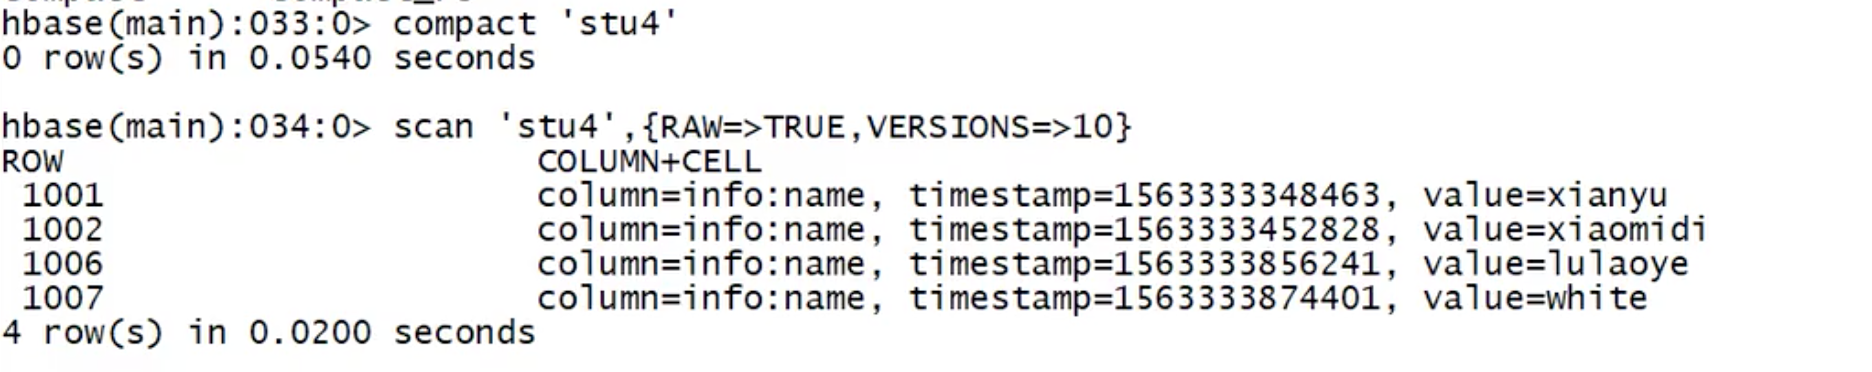 hbase(main):033:0> compact 'stu4'
0 row(s) in 0.0540 seconds
hbase(main):034:0> scan 'stu4',{RAW=>TRUE,VERSIONS=>10}
ROW COLUMN+CELL
1001 column=info:name, timestamp=1563333348463, value=xianyu
1002 column=info:name, timestamp=1563333452828, value=xiaomidi
1006 column=info:name, timestamp=1563333856241, value=lulaoye
1007 column=info:name, timestamp=1563333874401, value=white
4 row(s) in 0.0200 seconds